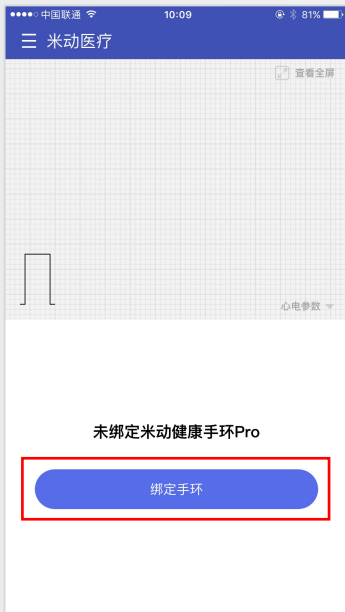 中国联通 10:09 81%
米动医疗
查看全屏
心电参数
未绑定米动健康手环Pro
绑定手环